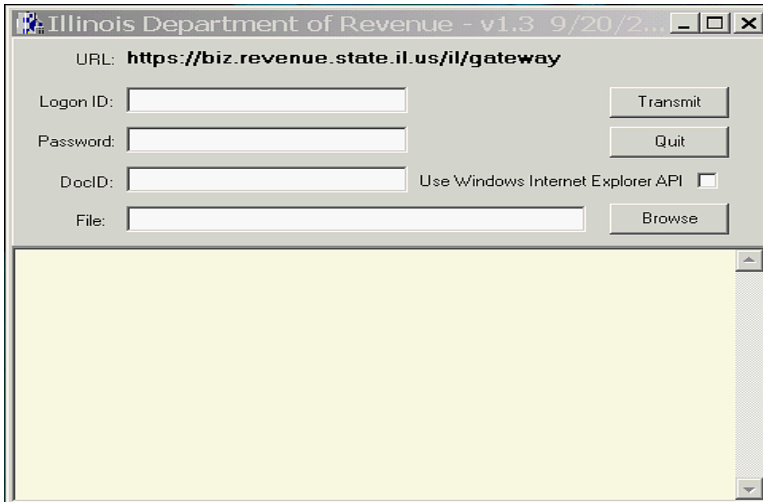 Illinois Department of Revenue - v1.3 9/20/2...
URL: https://biz.revenue.state.il.us/il/gateway
Logon ID:
Transmit
Password:
Quit
DocID:
Use Windows Internet Explorer API
File:
Browse